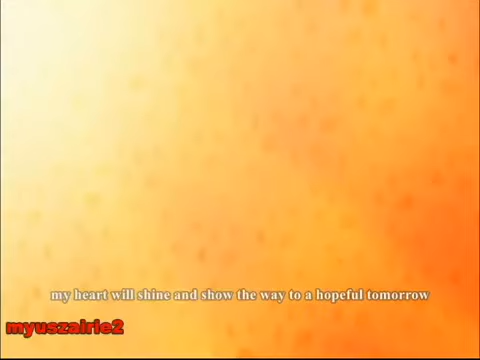 my heart will shine and show the way to a hopeful tomorrow
myuszairie2